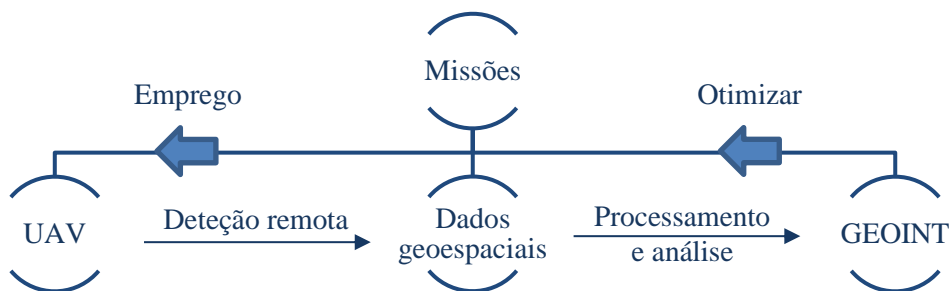 Missões
Emprego
Otimizar
UAV
Deteção remota
Dados
geoespaciais
Processamento
e análise
GEOINT